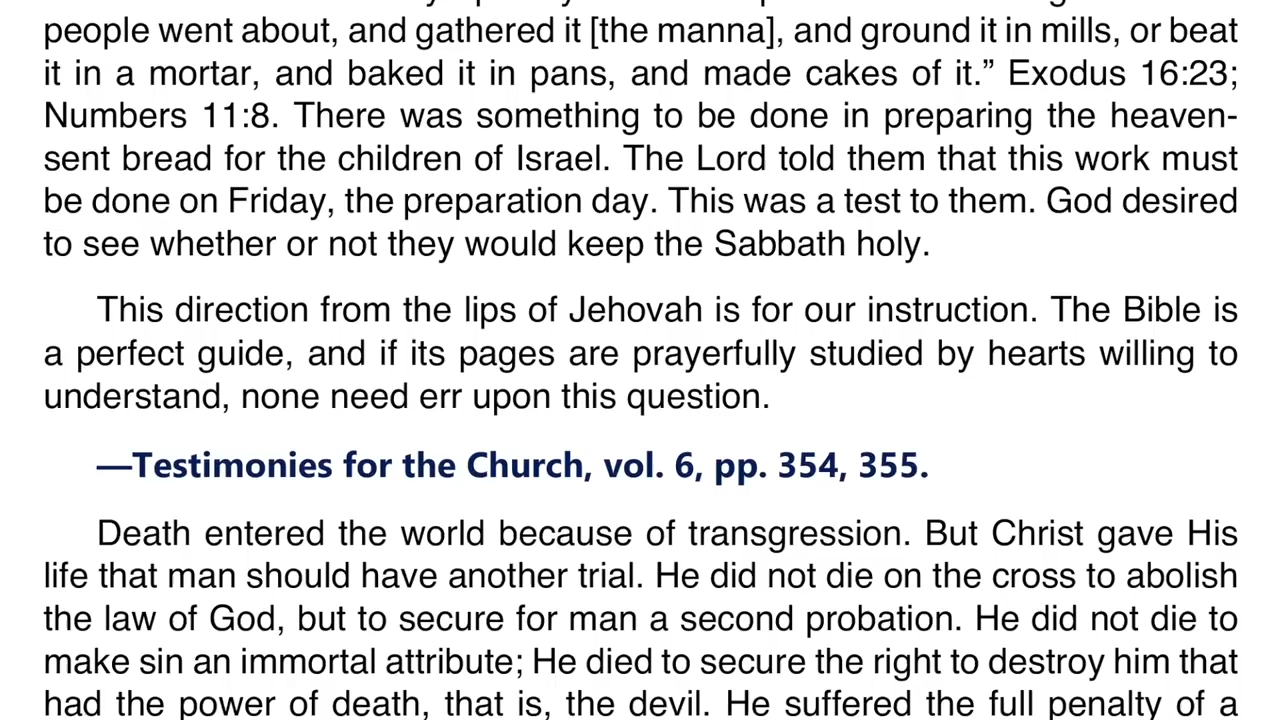 people went about, and gathered it [the manna], and ground it in mills, or beat
it in a mortar, and baked it in pans, and made cakes of it.” Exodus 16:23;
Numbers 11:8. There was something to be done in preparing the heaven-
sent bread for the children of Israel. The Lord told them that this work must
be done on Friday, the preparation day. This was a test to them. God desired
to see whether or not they would keep the Sabbath holy.
This direction from the lips of Jehovah is for our instruction. The Bible is
a perfect guide, and if its pages are prayerfully studied by hearts willing to
understand, none need err upon this question.
—Testimonies for the Church, vol. 6, pp. 354, 355.
Death entered the world because of transgression. But Christ gave His
life that man should have another trial. He did not die on the cross to abolish
the law of God, but to secure for man a second probation. He did not die to
make sin an immortal attribute; He died to secure the right to destroy him that
had the power of death, that is, the devil. He suffered the full penalty of a